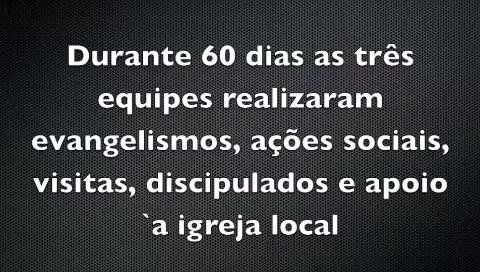 Durante 60 dias as três
equipes realizaram
evangelismos, ações sociais,
visitas, discipulados e apoio
`a igreja local